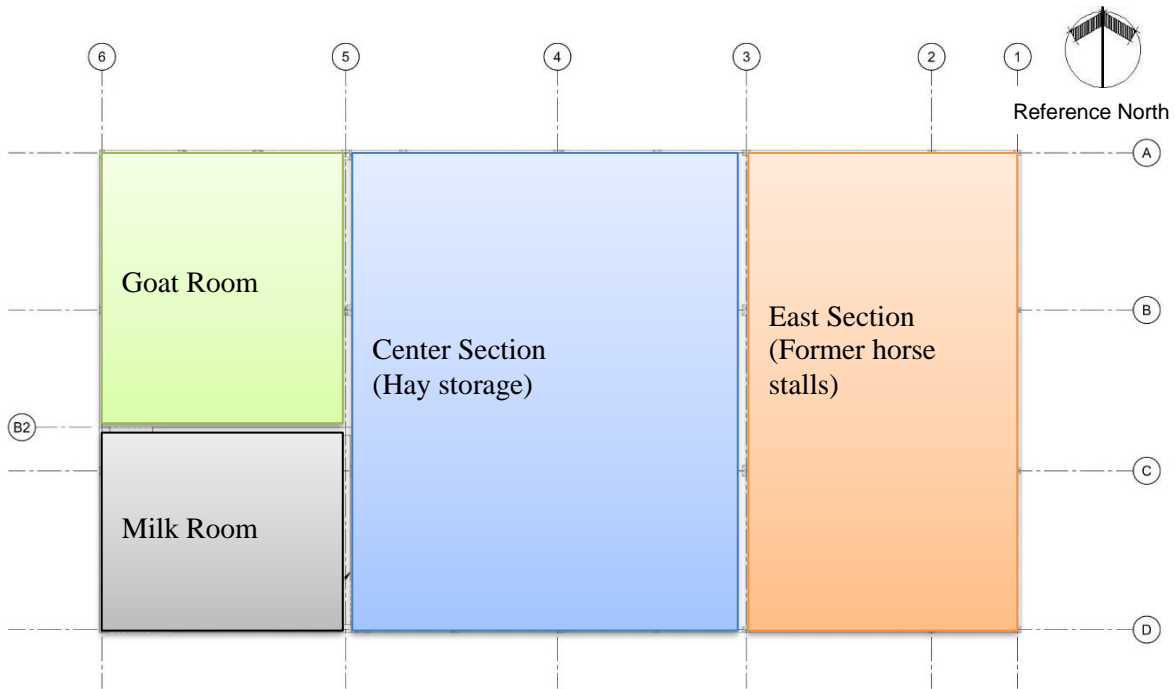 6
5
4
3
2
1
Reference North
A
Goat Room
B
East Section
(Former horse
stalls)
Center Section
(Hay storage)
B2
C
Milk Room
D